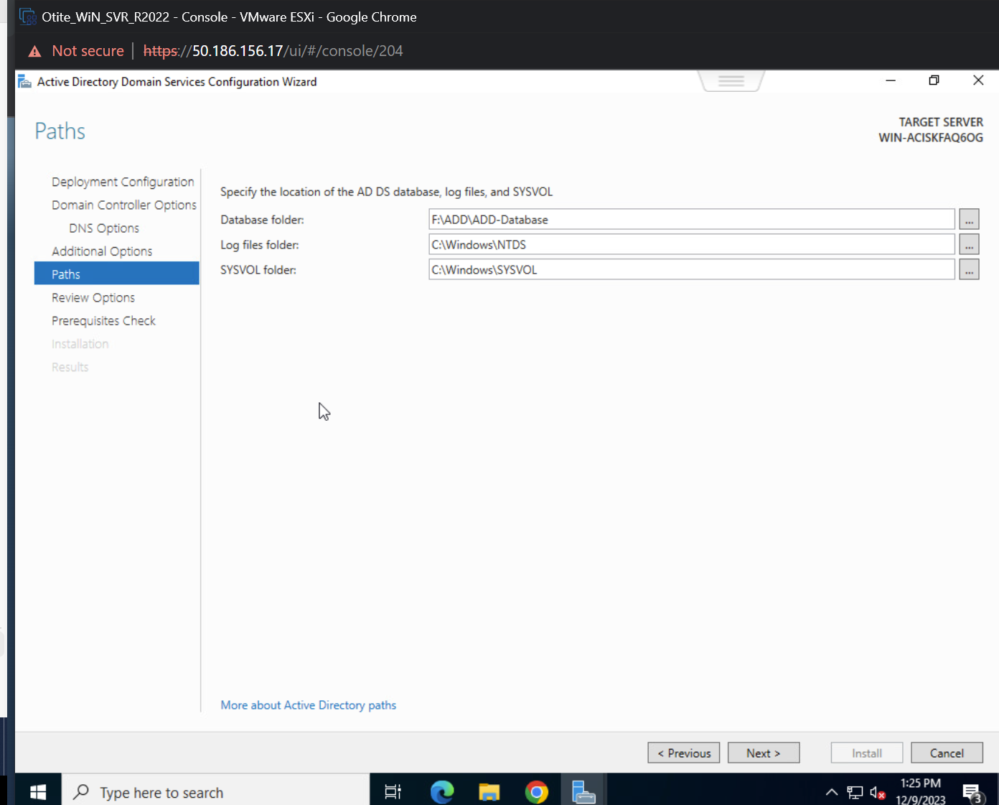 Otite_WiN_SVR_R2022 - Console - VMware ESXi - Google Chrome
Not secure | https://50.186.156.17/ui/#/console/204
Active Directory Domain Services Configuration Wizard
Paths
TARGET SERVER
WIN-ACISKFAQ6OG
Deployment Configuration
Domain Controller Options
DNS Options
Additional Options
Paths
Review Options
Prerequisites Check
Installation
Results
Specify the location of the AD DS database, log files, and SYSVOL
Database folder: F:\ADD\ADD-Database ...
Log files folder: C:\Windows\NTDS ...
SYSVOL folder: C:\Windows\SYSVOL ...
More about Active Directory paths
< Previous Next > Install Cancel
Type here to search
1:25 PM
12/9/2023
3